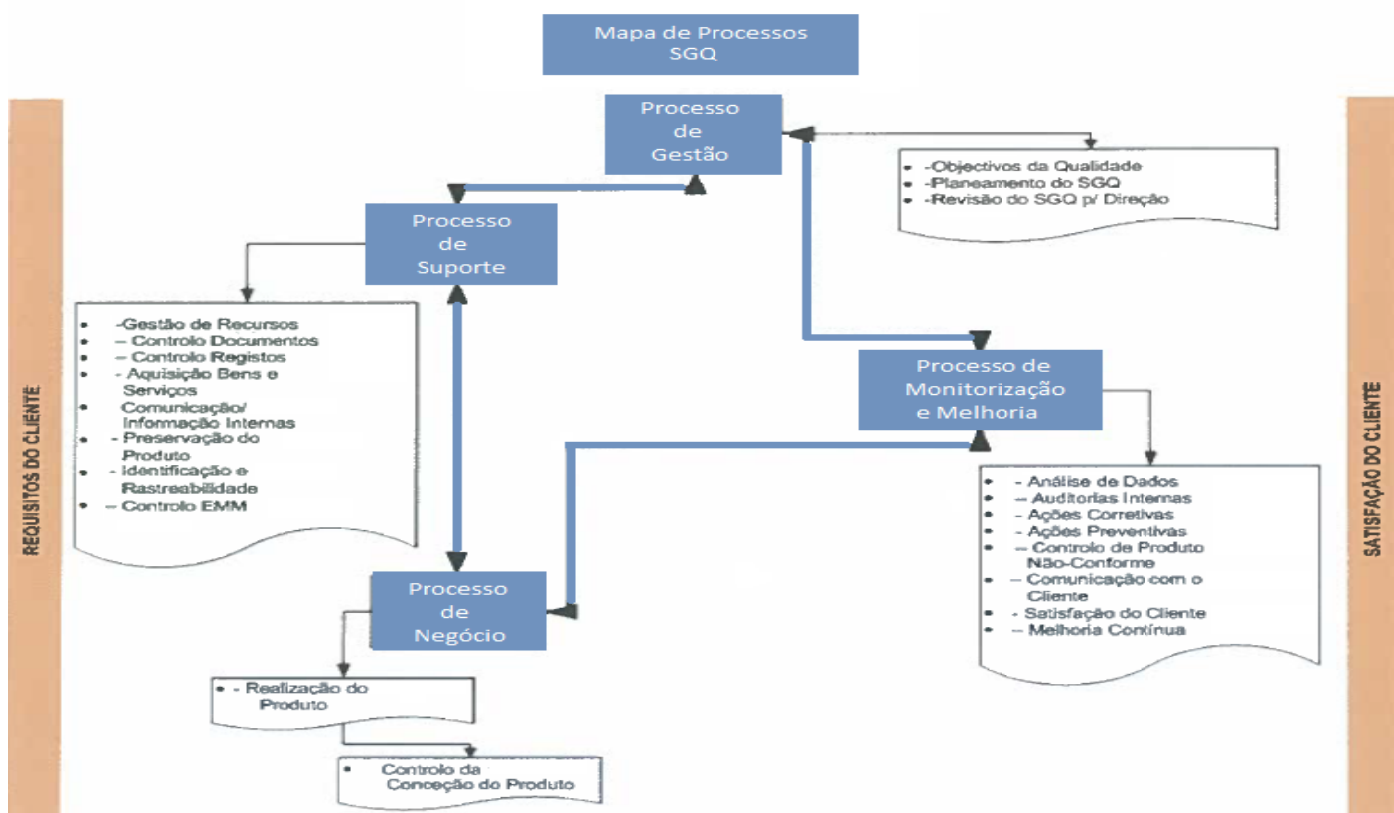 Mapa de Processos
SGQ
REQUISITOS DO CLIENTE
Processo
de
Gestão
• -Objectivos da Qualidade
• -Planeamento do SGQ
• -Revisão do SGQ p/ Direção
Processo
de
Suporte
• -Gestão de Recursos
• – Controlo Documentos
• – Controlo Registos
• - Aquisição Bens e
Serviços
• Comunicação/
Informação Internas
• - Preservação do
Produto
• - Identificação e
Rastreabilidade
• – Controlo EMM
Processo de
Monitorização
e Melhoria
• - Análise de Dados
• – Auditorias Internas
• - Ações Corretivas
• - Ações Preventivas
• – Controlo de Produto
Não-Conforme
• – Comunicação com o
Cliente
• - Satisfação do Cliente
• – Melhoria Contínua
Processo
de
Negócio
• - Realização do
Produto
• Controlo da
Conceção do Produto
SATISFAÇÃO DO CLIENTE